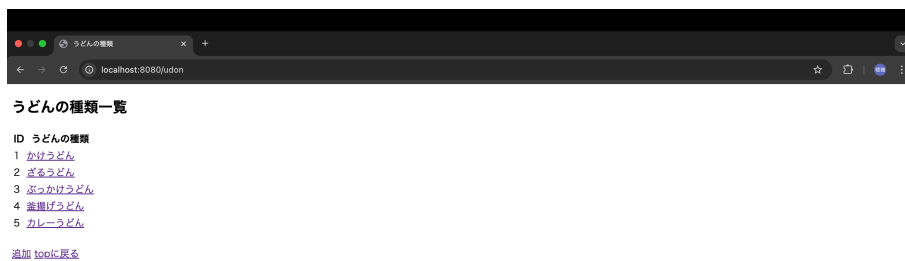 うどんの種類
localhost:8080/udon
うどんの種類一覧
ID うどんの種類
1 かけうどん
2 ざるうどん
3 ぶっかけうどん
4 釜揚げうどん
5 カレーうどん
追加 topに戻る